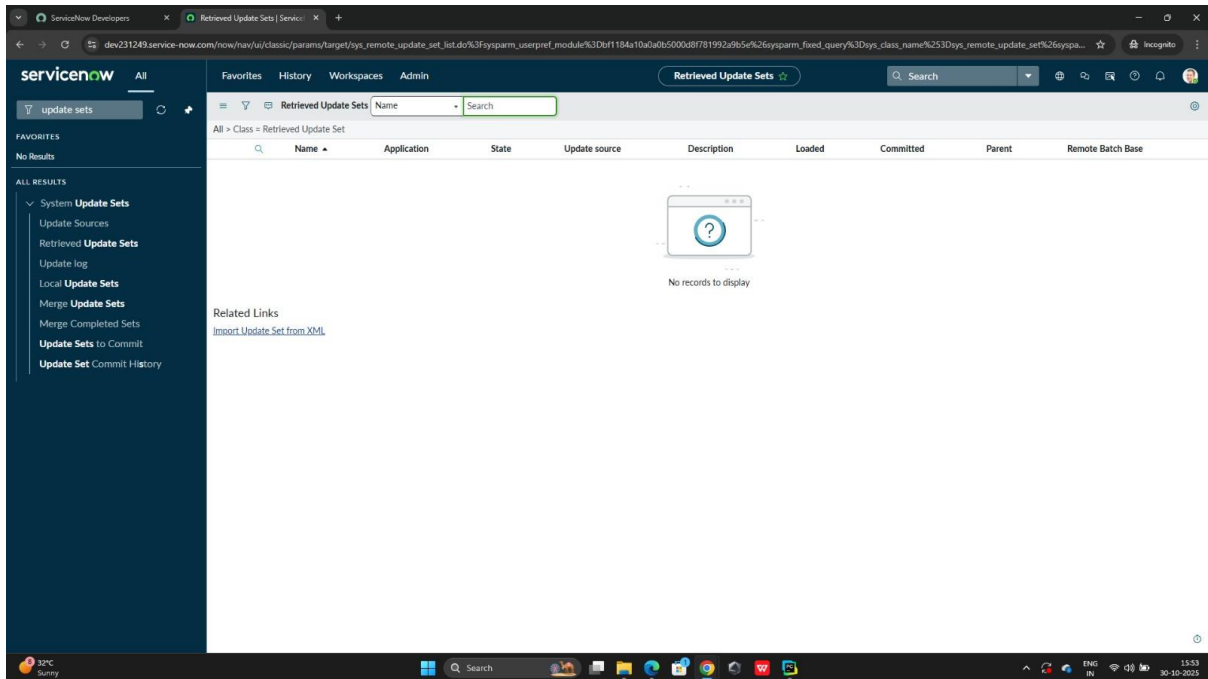 ServiceNow Developers
Retrieved Update Sets | Service
dev231249.service-now.com/now/nav/ui/classic/params/target/sys_remote_update_set_list.do%3Fsysparm_userpref_module%3Dbf1184a10a0a0b5000d8f781992a9b5e%26sysparm_fixed_query%3Dsys_class_name%253Dsys_remote_update_set%26syspa...
Incognito
servicenow All Favorites History Workspaces Admin Retrieved Update Sets Search
update sets
Retrieved Update Sets Name Search
All > Class = Retrieved Update Set
Name Application State Update source Description Loaded Committed Parent Remote Batch Base
FAVORITES
No Results
ALL RESULTS
System Update Sets
Update Sources
Retrieved Update Sets
Update log
Local Update Sets
Merge Update Sets
Merge Completed Sets
Update Sets to Commit
Update Set Commit History
?
No records to display
Related Links
Import Update Set from XML
32°C
Sunny
Search
ENG
IN
15:53
30-10-2025